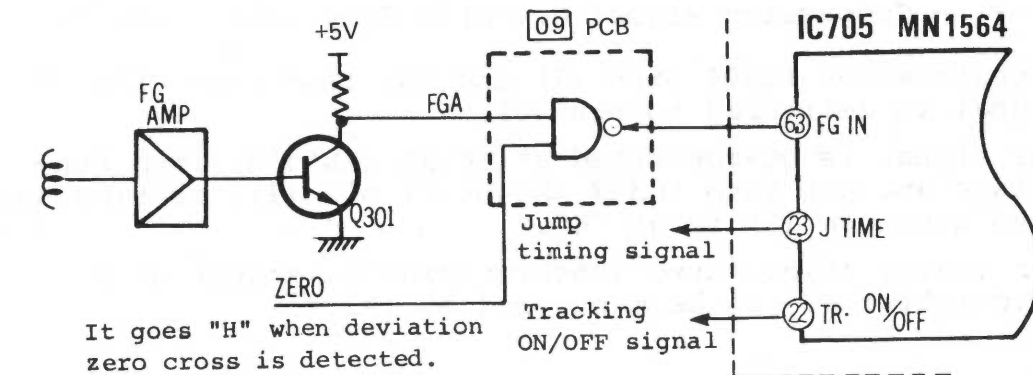 +5V
09 PCB
IC705 MN1564
FG
AMP
FGA
63 FG IN
Q301
Jump
timing signal
23 J TIME
ZERO
Tracking
ON/OFF signal
22 TR. ON/OFF
It goes "H" when deviation
zero cross is detected.